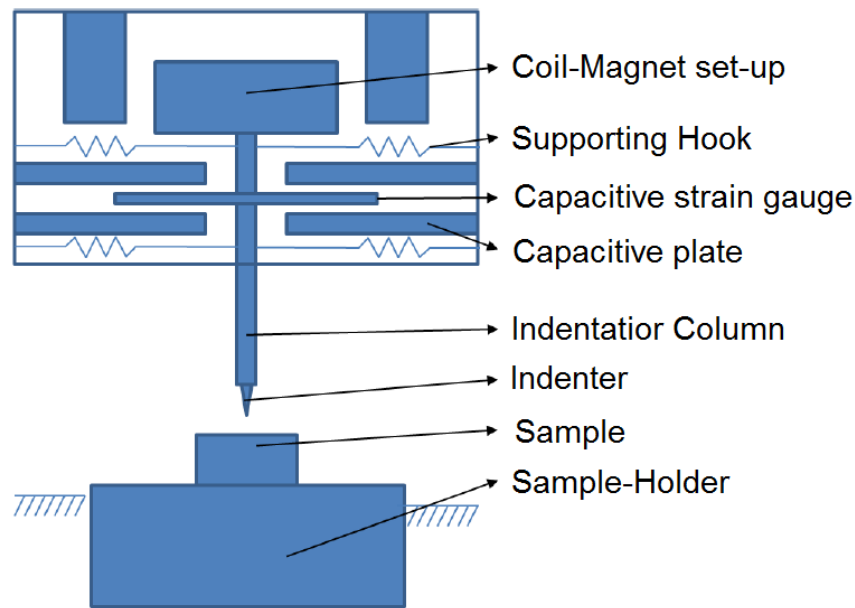 Coil-Magnet set-up
Supporting Hook
Capacitive strain gauge
Capacitive plate
Indentatior Column
Indenter
Sample
Sample-Holder